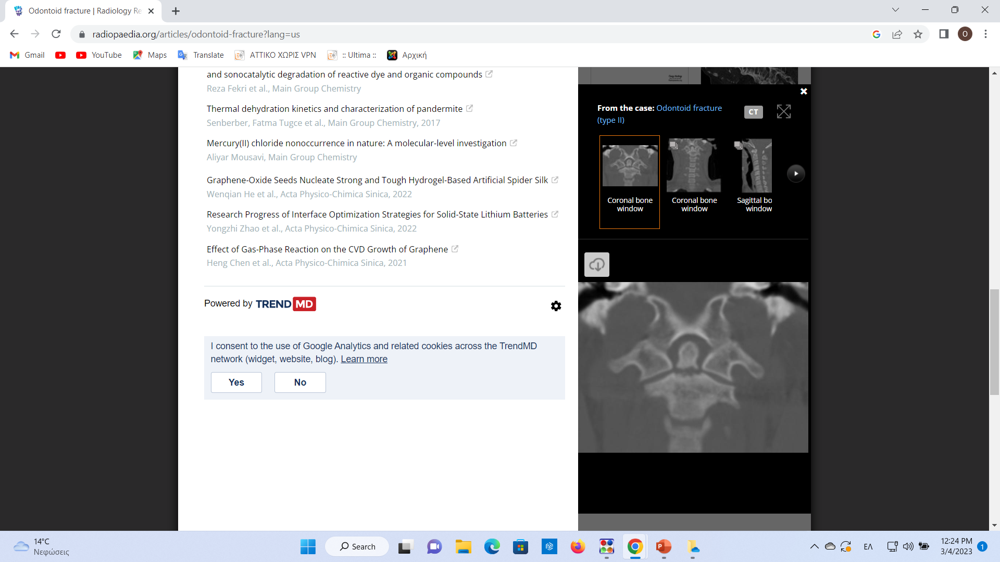 Odontoid fracture | Radiology Re
radiopaedia.org/articles/odontoid-fracture?lang=us
O
Gmail
YouTube
Maps
Translate
ΑΤΤΙΚΟ ΧΩΡΙΣ VPN
:: Ultima ::
Αρχική
and sonocatalytic degradation of reactive dye and organic compounds
Reza Fekri et al., Main Group Chemistry
Thermal dehydration kinetics and characterization of pandermite
Senberber, Fatma Tugce et al., Main Group Chemistry, 2017
Mercury(II) chloride nonoccurrence in nature: A molecular-level investigation
Aliyar Mousavi, Main Group Chemistry
Graphene-Oxide Seeds Nucleate Strong and Tough Hydrogel-Based Artificial Spider Silk
Wenqian He et al., Acta Physico-Chimica Sinica, 2022
Research Progress of Interface Optimization Strategies for Solid-State Lithium Batteries
Yongzhi Zhao et al., Acta Physico-Chimica Sinica, 2022
Effect of Gas-Phase Reaction on the CVD Growth of Graphene
Heng Chen et al., Acta Physico-Chimica Sinica, 2021
Powered by TREND MD
I consent to the use of Google Analytics and related cookies across the TrendMD
network (widget, website, blog). Learn more
Yes
No
From the case: Odontoid fracture
(type II)
CT
Coronal bone
window
Coronal bone
window
Sagittal bo
window
14°C
Νεφώσεις
Search
ΕΛ
12:24 PM
3/4/2023
1